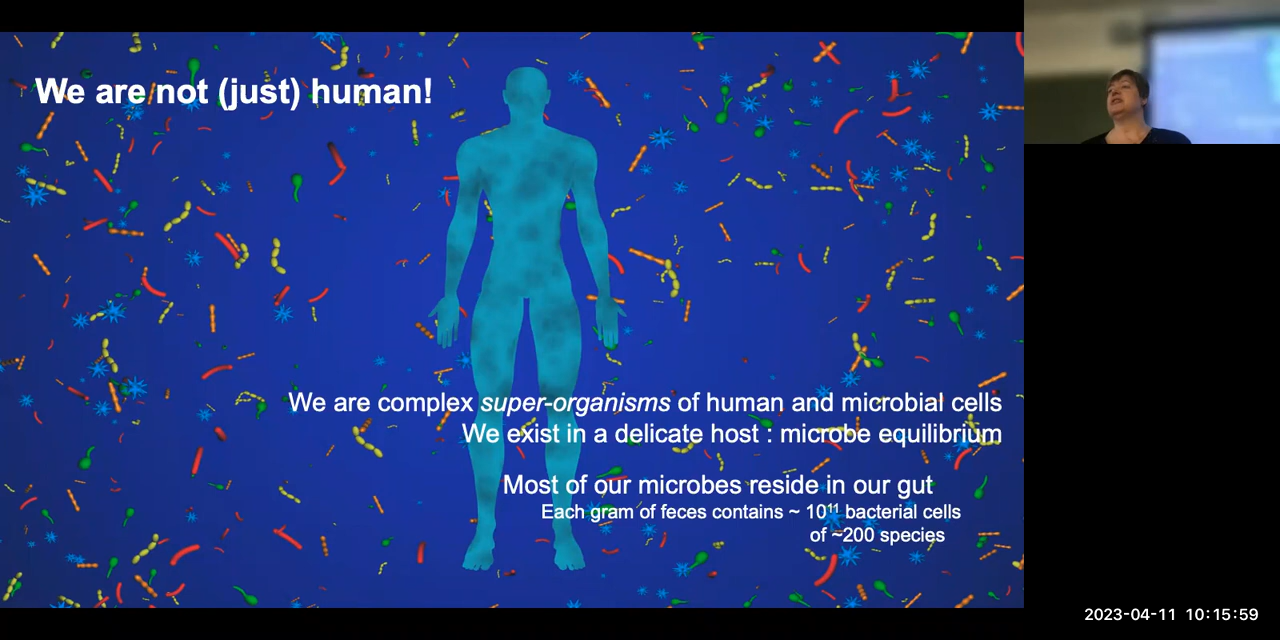 We are not (just) human!
We are complex super-organisms of human and microbial cells
We exist in a delicate host : microbe equilibrium
Most of our microbes reside in our gut
Each gram of feces contains ~ 10¹¹ bacterial cells
of ~200 species
2023-04-11 10:15:59